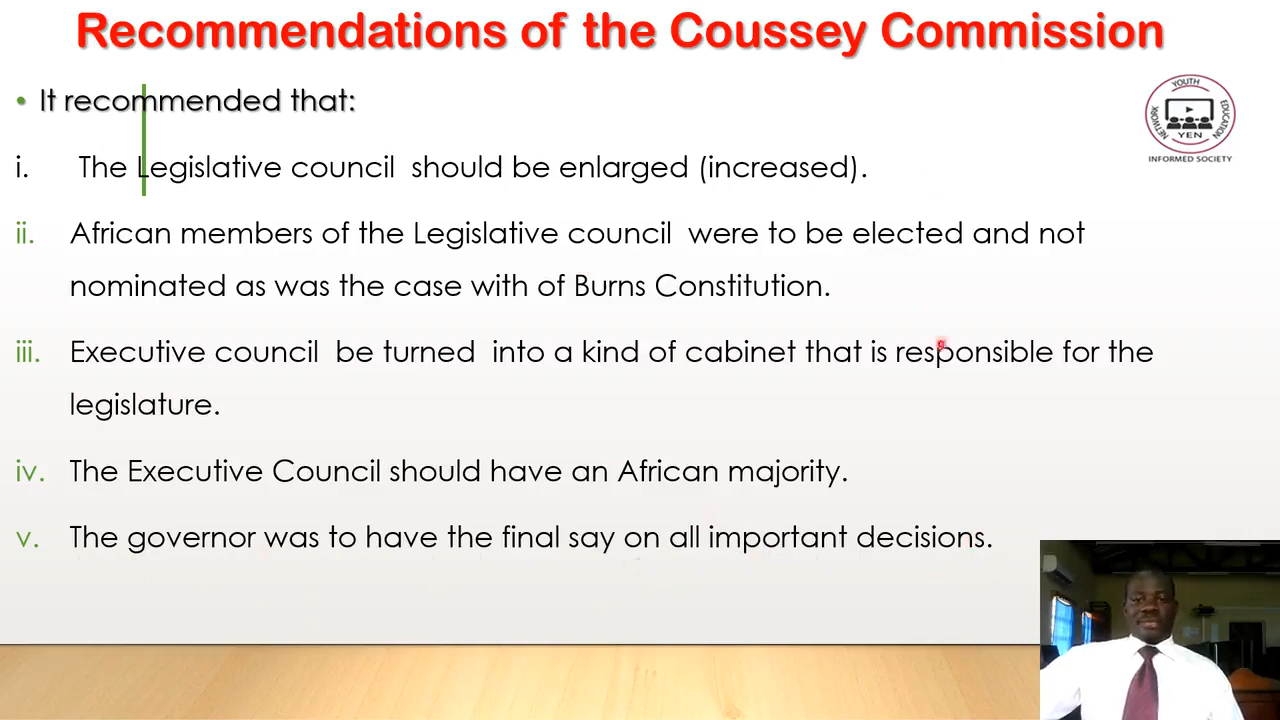 Recommendations of the Coussey Commission
• It recommended that:
i. The Legislative council should be enlarged (increased).
ii. African members of the Legislative council were to be elected and not
nominated as was the case with of Burns Constitution.
iii. Executive council be turned into a kind of cabinet that is responsible for the
legislature.
iv. The Executive Council should have an African majority.
v. The governor was to have the final say on all important decisions.
YOUTH
NETWORK
EDUCATION
YEN
INFORMED SOCIETY